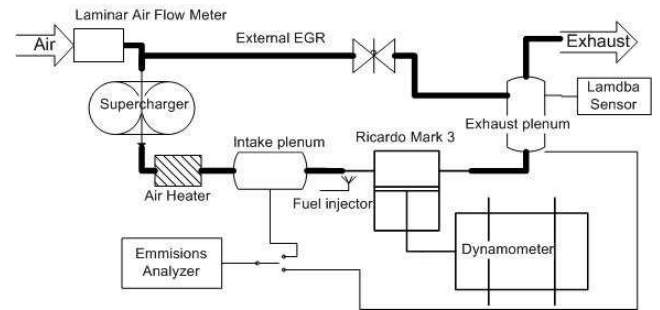 Laminar Air Flow Meter
Air
External EGR
Exhaust
Supercharger
Lamdba
Sensor
Exhaust plenum
Intake plenum
Ricardo Mark 3
Air Heater
Fuel injector
Emmisions
Analyzer
Dynamometer